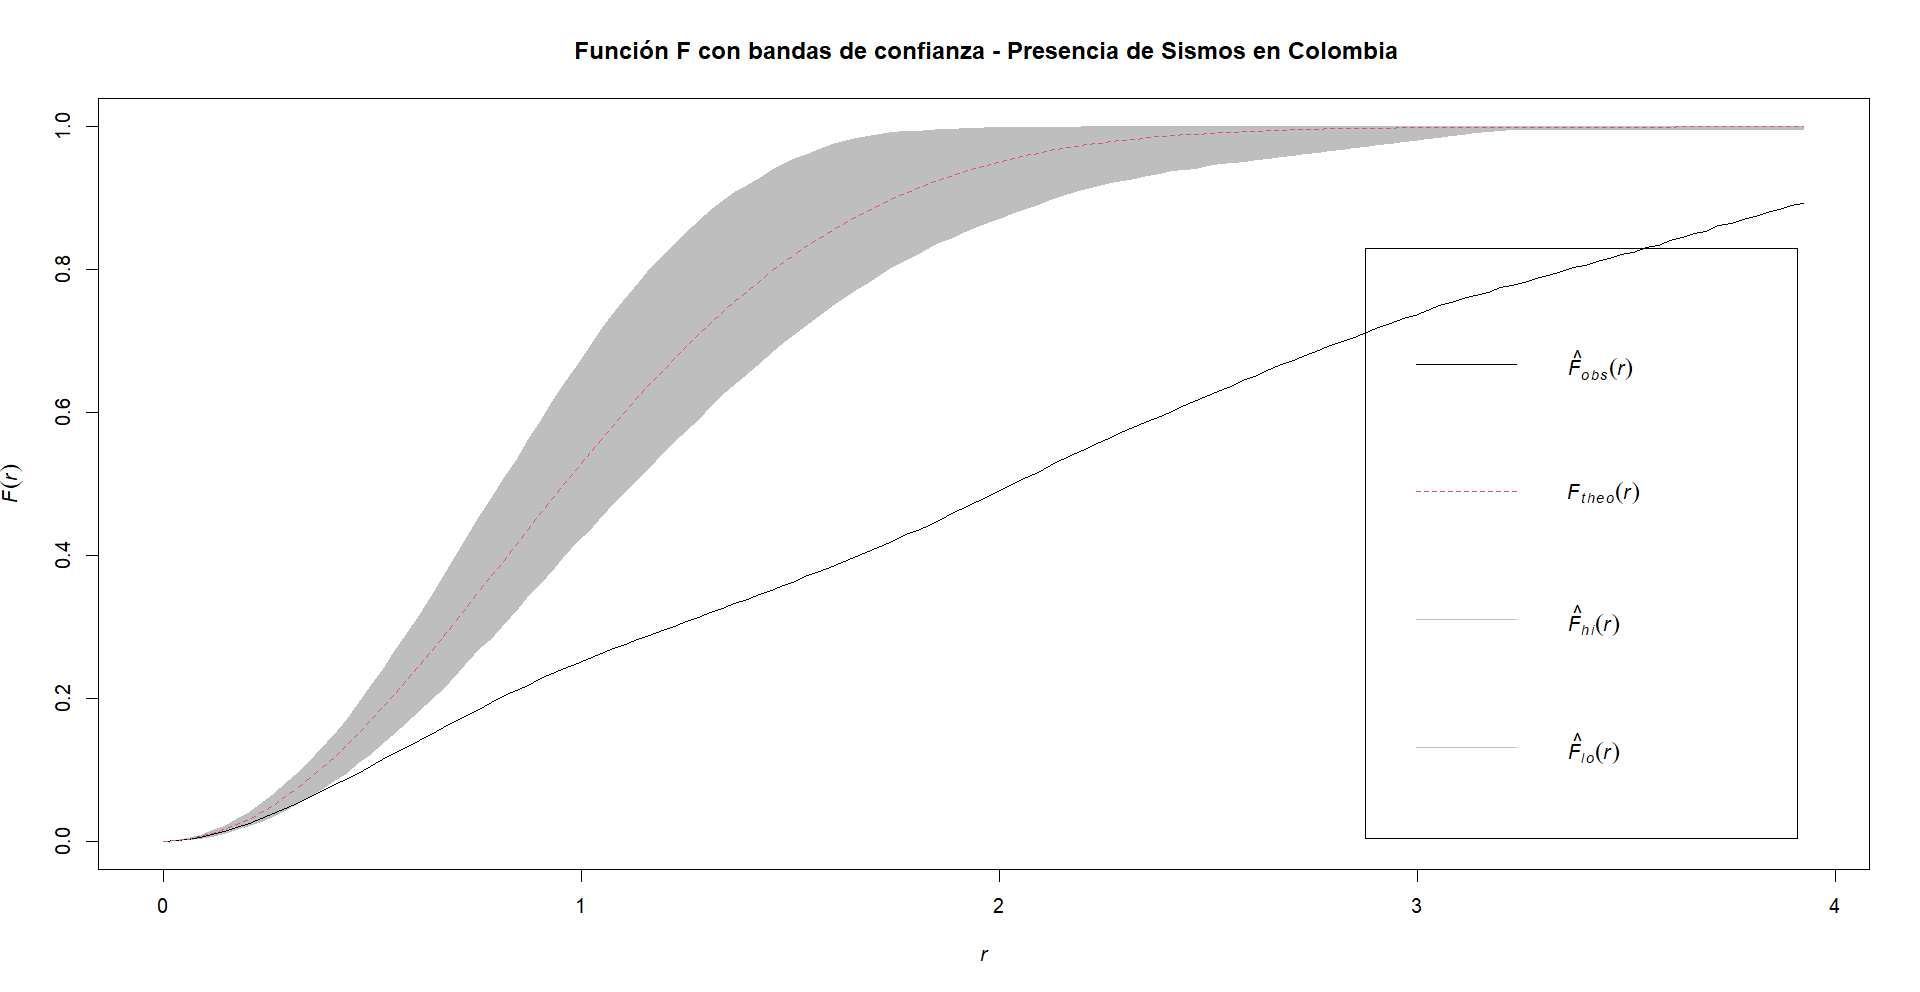 Función F con bandas de confianza - Presencia de Sismos en Colombia
F(r)
1.0
0.8
0.6
0.4
0.2
0.0
F̂obs(r)
Ftheo(r)
F̂hi(r)
F̂lo(r)
0 1 2 3 4
r